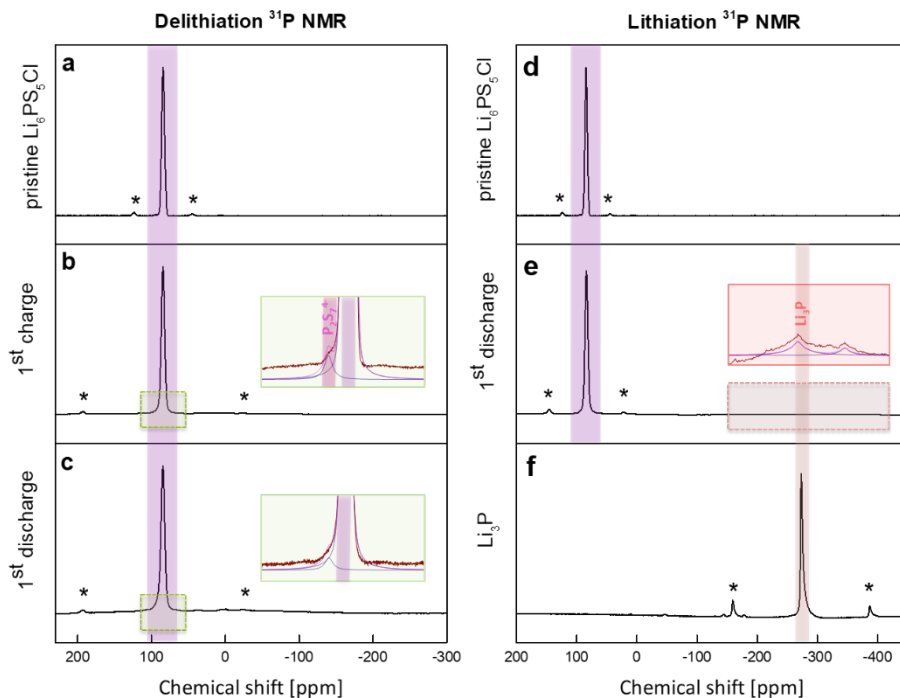 Delithiation ³¹P NMR
a
pristine Li₆PS₅Cl
* *
b
1ˢᵗ charge
P₂S₇⁴
* *
c
1ˢᵗ discharge
* *
200 100 0 -100 -200 -300
Chemical shift [ppm]
Lithiation ³¹P NMR
d
pristine Li₆PS₅Cl
* *
e
1ˢᵗ discharge
Li₃P
* *
f
Li₃P
* *
200 100 0 -100 -200 -300 -400
Chemical shift [ppm]